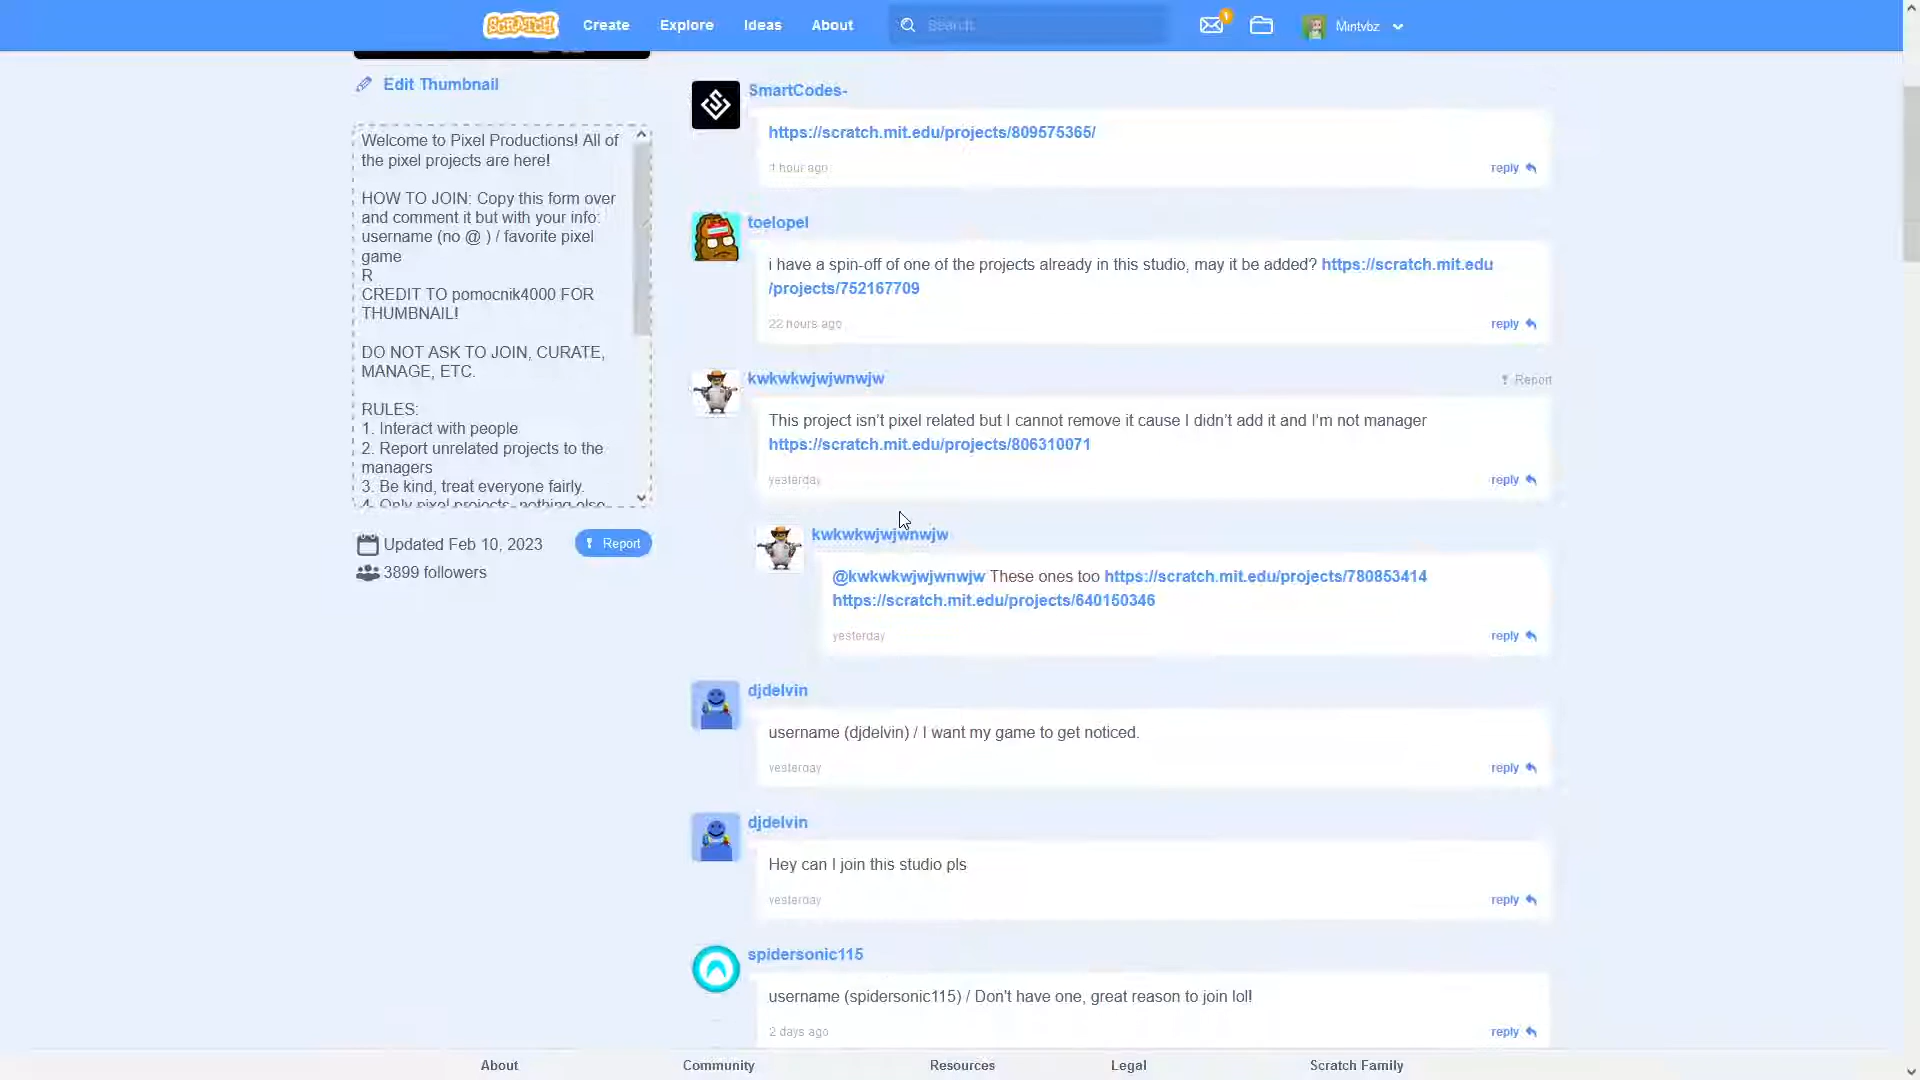 SCRATCH
Create
Explore
Ideas
About
Search
1
Mintvbz
Edit Thumbnail
Welcome to Pixel Productions! All of
the pixel projects are here!
HOW TO JOIN: Copy this form over
and comment it but with your info:
username (no @ ) / favorite pixel
game
R
CREDIT TO pomocnik4000 FOR
THUMBNAIL!
DO NOT ASK TO JOIN, CURATE,
MANAGE, ETC.
RULES:
1. Interact with people
2. Report unrelated projects to the
managers
3. Be kind, treat everyone fairly.
4. Only pixel projects, nothing else
Updated Feb 10, 2023
Report
3899 followers
SmartCodes-
https://scratch.mit.edu/projects/809575365/
1 hour ago
reply
toelopel
i have a spin-off of one of the projects already in this studio, may it be added? https://scratch.mit.edu
/projects/752167709
22 hours ago
reply
kwkwkwjwjwnwjw
Report
This project isn't pixel related but I cannot remove it cause I didn't add it and I'm not manager
https://scratch.mit.edu/projects/806310071
yesterday
reply
kwkwkwjwjwnwjw
@kwkwkwjwjwnwjw These ones too https://scratch.mit.edu/projects/780853414
https://scratch.mit.edu/projects/640150346
yesterday
reply
djdelvin
username (djdelvin) / I want my game to get noticed.
yesterday
reply
djdelvin
Hey can I join this studio pls
yesterday
reply
spidersonic115
username (spidersonic115) / Don't have one, great reason to join lol!
2 days ago
reply
About
Community
Resources
Legal
Scratch Family